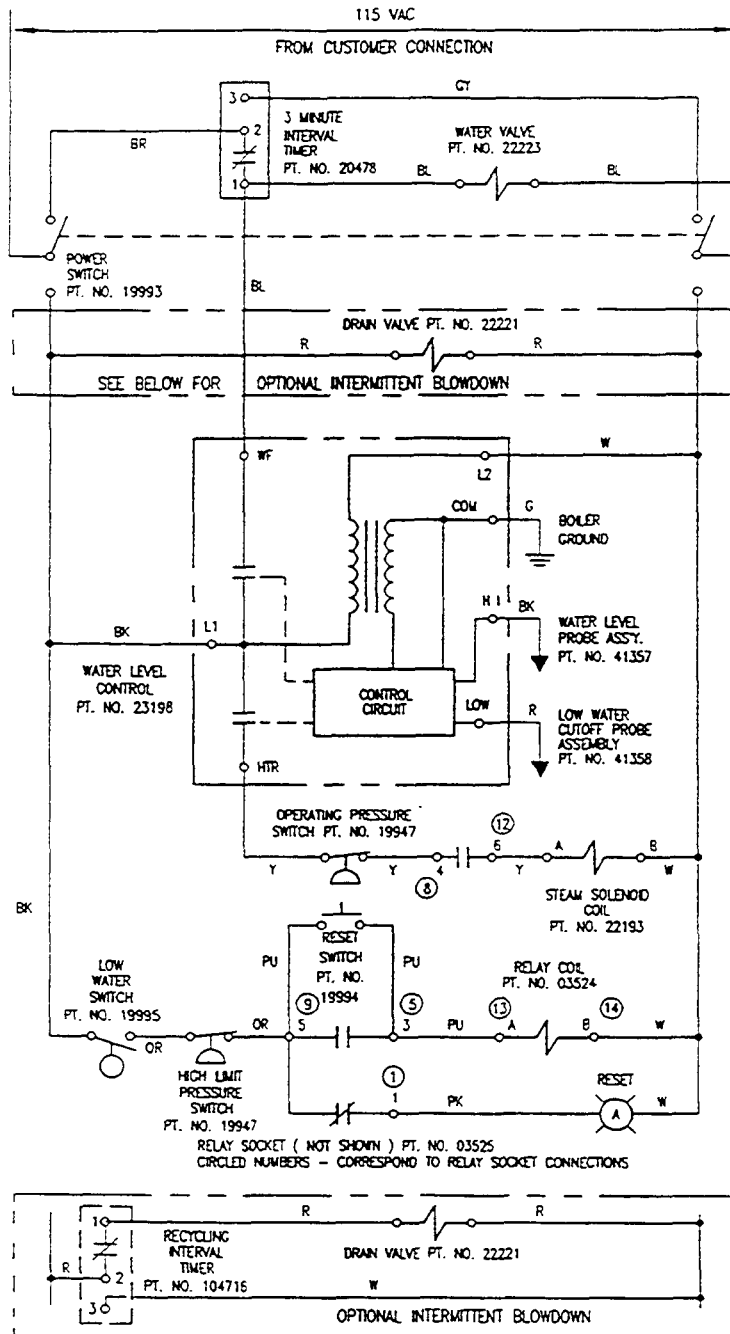 115 VAC
FROM CUSTOMER CONNECTION
3
GY
3 MINUTE
INTERVAL
TIMER
PT. NO. 20478
WATER VALVE
PT. NO. 22223
BR
2
1
BL
BL
POWER
SWITCH
PT. NO. 19993
BL
DRAIN VALVE PT. NO. 22221
R
R
SEE BELOW FOR OPTIONAL INTERMITTENT BLOWDOWN
WF
L2
W
COM
G
BOILER
GROUND
H 1
BK
WATER LEVEL
PROBE ASS'Y.
PT. NO. 41357
BK
L1
WATER LEVEL
CONTROL
PT. NO. 23198
CONTROL
CIRCUIT
LOW
R
LOW WATER
CUTOFF PROBE
ASSEMBLY
PT. NO. 41358
HTR
OPERATING PRESSURE
SWITCH PT. NO. 19947
12
Y
Y
4
6
Y
A
B
W
8
STEAM SOLENOID
COIL
PT. NO. 22193
BK
RESET
SWITCH
PT. NO.
19994
PU
PU
LOW
WATER
SWITCH
PT. NO. 19995
RELAY COIL
PT. NO. 03524
9
5
13
14
OR
OR
5
3
PU
A
B
W
HIGH LIMIT
PRESSURE
SWITCH
PT. NO. 19947
1
1
PK
RESET
A
W
RELAY SOCKET ( NOT SHOWN ) PT. NO. 03525
CIRCLED NUMBERS - CORRESPOND TO RELAY SOCKET CONNECTIONS
1
R
R
RECYCLING
INTERVAL
TIMER
PT. NO. 104716
DRAIN VALVE PT. NO. 22221
R
2
W
3
OPTIONAL INTERMITTENT BLOWDOWN